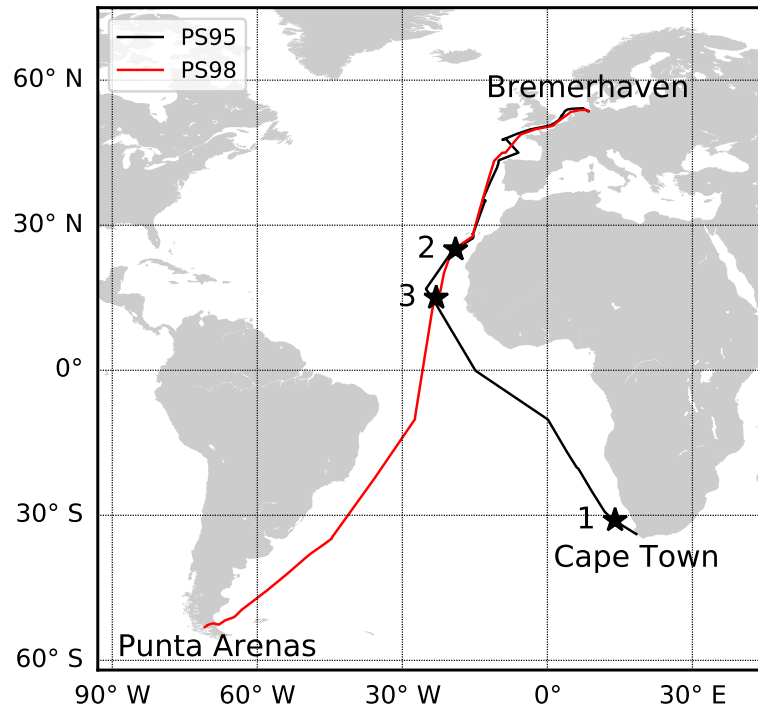 PS95
PS98
60° N
Bremerhaven
30° N
2
3
0°
30° S
1
Cape Town
Punta Arenas
60° S
90° W 60° W 30° W 0° 30° E